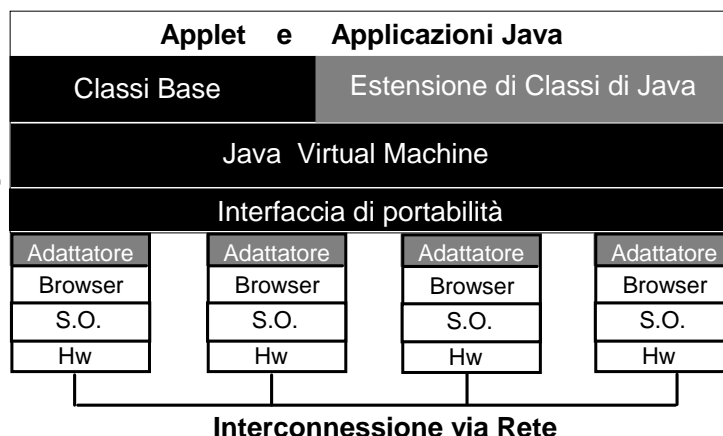 Applet e Applicazioni Java
Classi Base Estensione di Classi di Java
Java Virtual Machine
Interfaccia di portabilità
Adattatore Adattatore Adattatore Adattatore
Browser Browser Browser Browser
S.O. S.O. S.O. S.O.
Hw Hw Hw Hw
Interconnessione via Rete